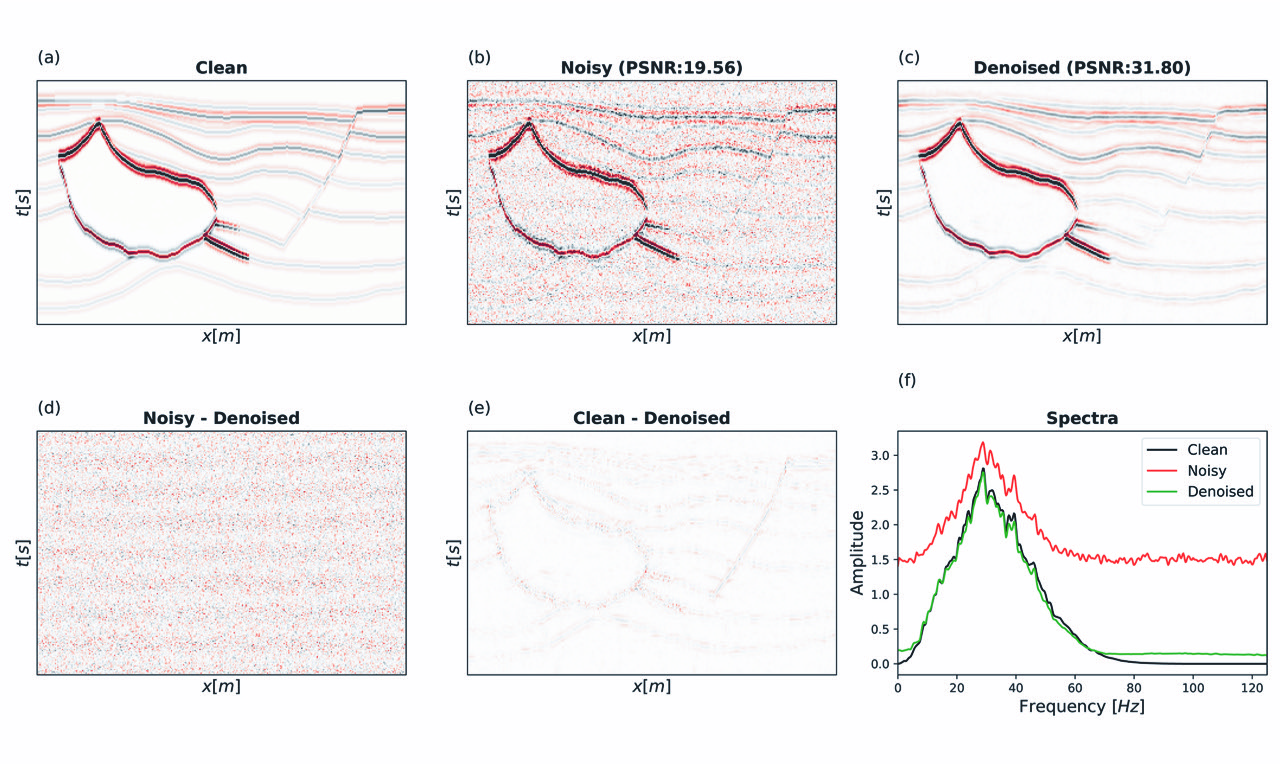 (a)
Clean
t[s]
x[m]
(b)
Noisy (PSNR:19.56)
t[s]
x[m]
(c)
Denoised (PSNR:31.80)
t[s]
x[m]
(d)
Noisy - Denoised
t[s]
x[m]
(e)
Clean - Denoised
t[s]
x[m]
(f)
Spectra
Clean
Noisy
Denoised
Amplitude
3.0
2.5
2.0
1.5
1.0
0.5
0.0
0 20 40 60 80 100 120
Frequency [Hz]